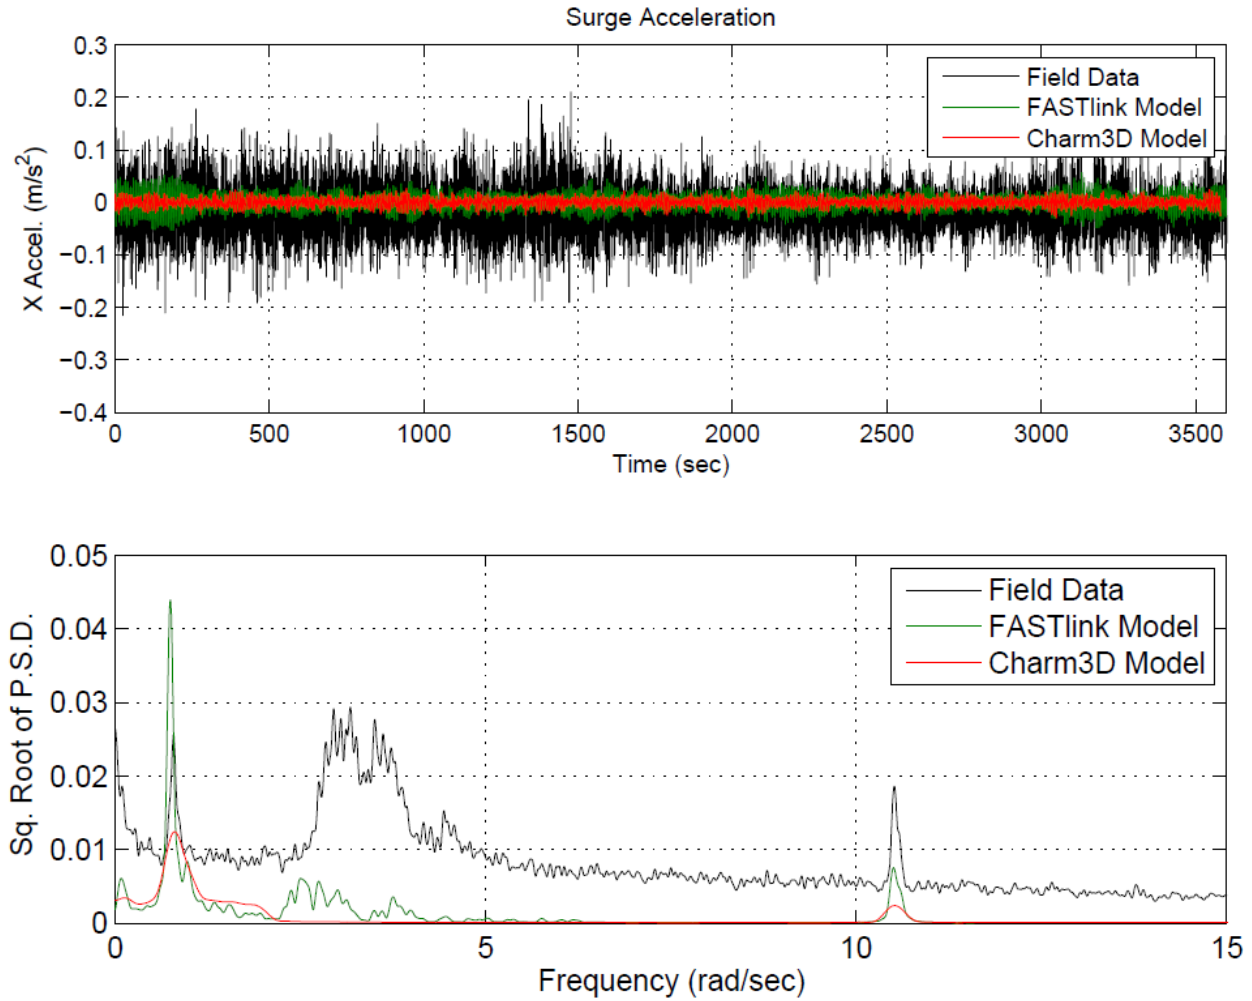 Surge Acceleration
0.3
0.2
0.1
0
−0.1
−0.2
−0.3
−0.4
X Accel. (m/s²)
Field Data
FASTlink Model
Charm3D Model
0 500 1000 1500 2000 2500 3000 3500
Time (sec)
0.05
0.04
0.03
0.02
0.01
0
Sq. Root of P.S.D.
Field Data
FASTlink Model
Charm3D Model
0 5 10 15
Frequency (rad/sec)